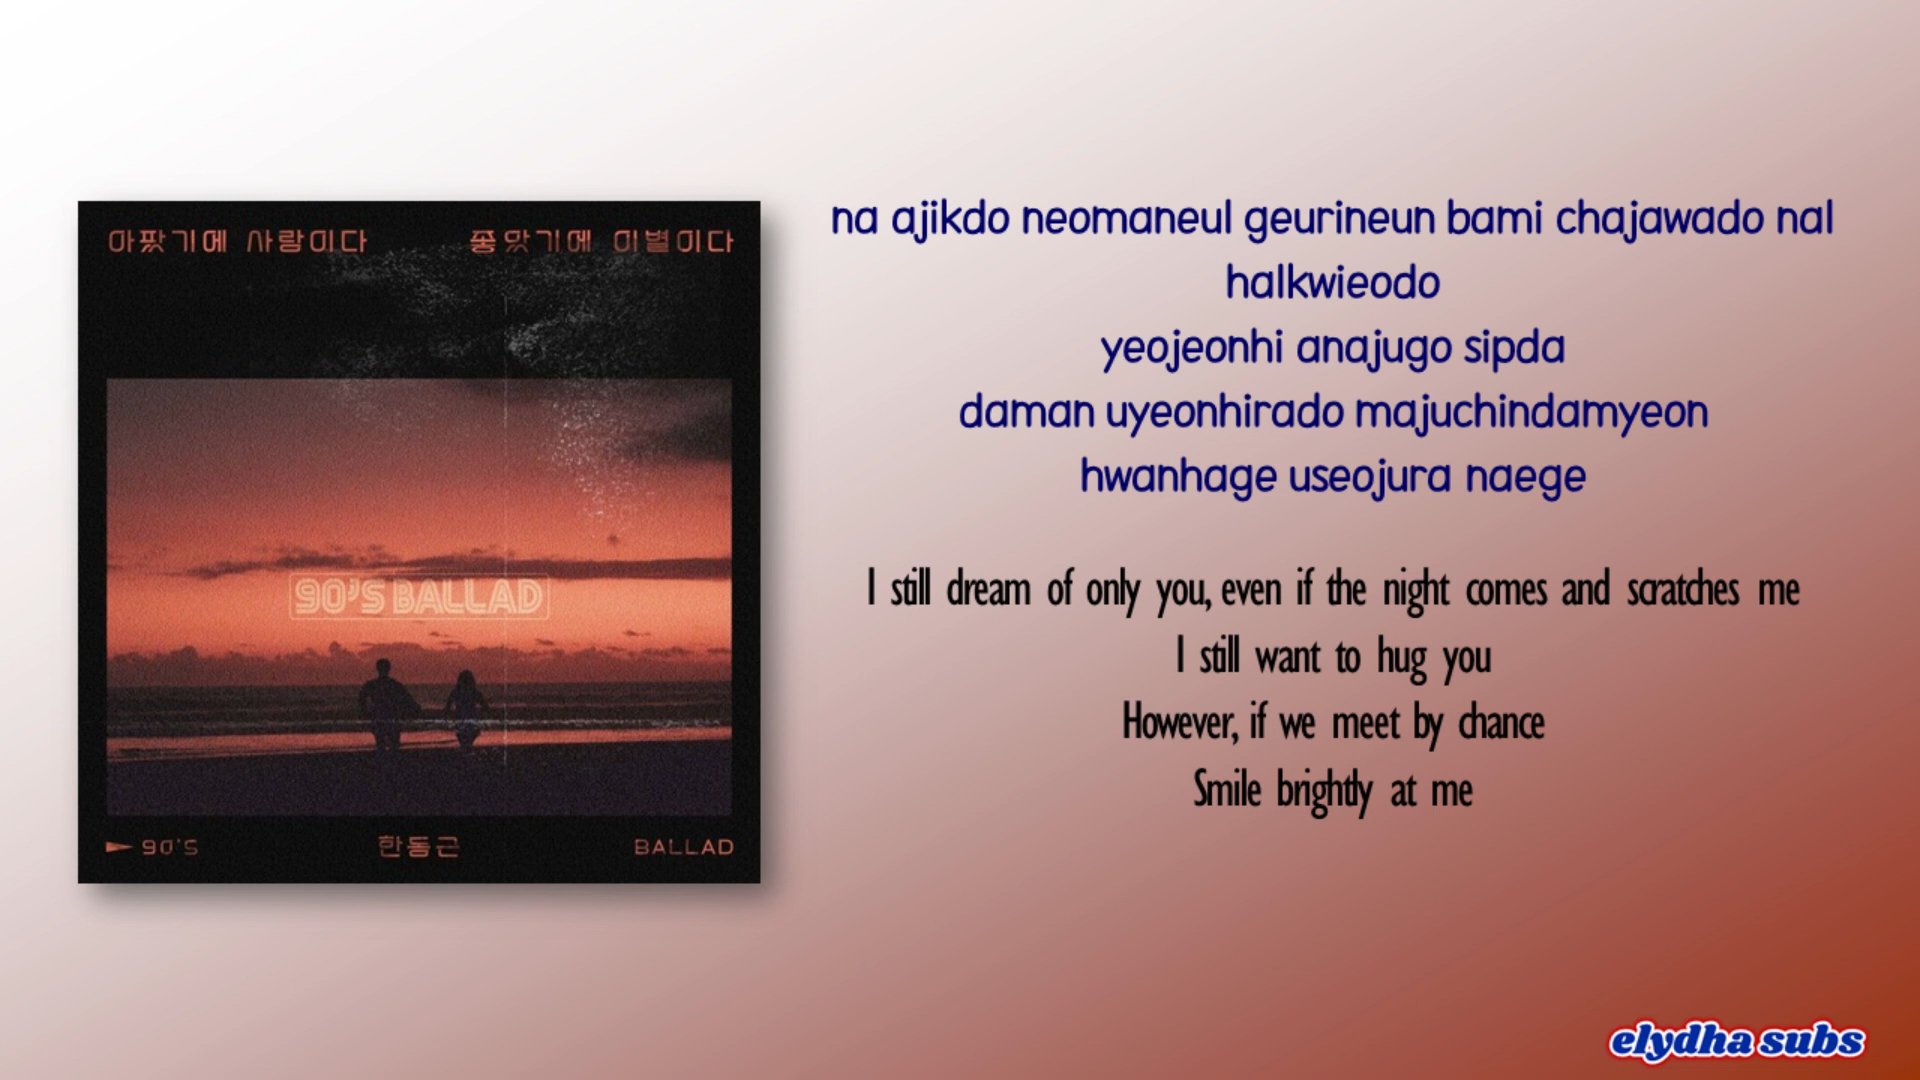 아팠기에 사랑이다 좋았기에 이별이다
90'S BALLAD
90'S 한동근 BALLAD
na ajikdo neomaneul geurineun bami chajawado nal
halkwieodo
yeojeonhi anajugo sipda
daman uyeonhirado majuchindamyeon
hwanhage useojura naege
I still dream of only you, even if the night comes and scratches me
I still want to hug you
However, if we meet by chance
Smile brightly at me
elydha subs